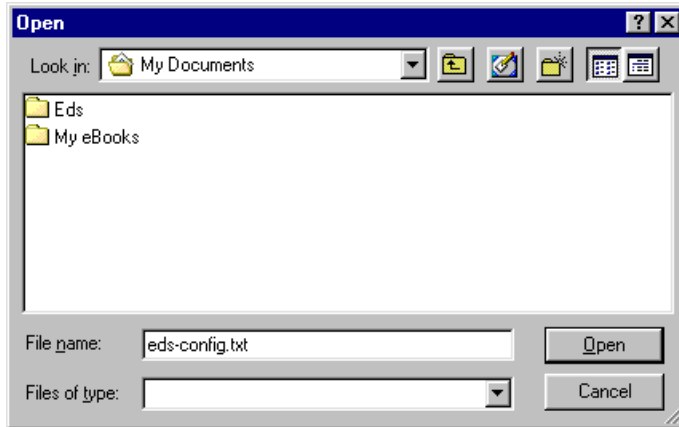 Open
Look in: My Documents
Eds
My eBooks
File name: eds-config.txt Open
Files of type: Cancel